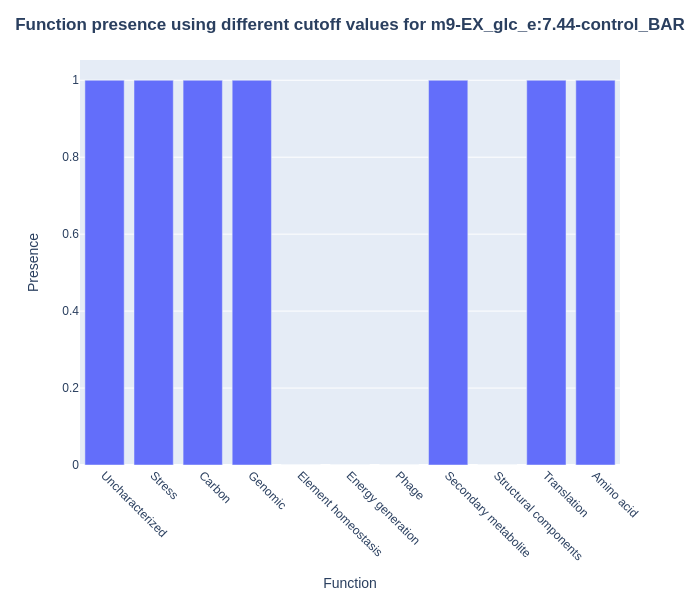 Function presence using different cutoff values for m9-EX_glc_e:7.44-control_BAR
1
0.8
0.6
0.4
0.2
0
Presence
Uncharacterized
Stress
Carbon
Genomic
Element homeostasis
Energy generation
Phage
Secondary metabolite
Structural components
Translation
Amino acid
Function